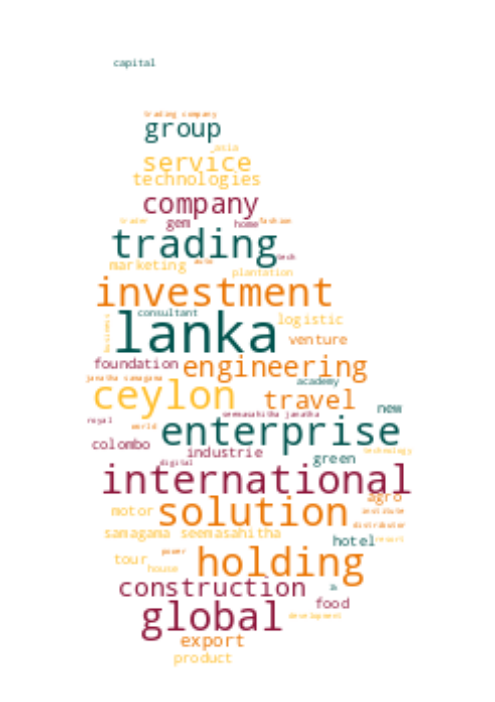 capital
trading company
group
asia
service
technologies
company
trader home fashion
gem
trading tech
marketing auto
plantation
investment
consultant
lanka logistic
business
venture
foundation engineering
janatha samagama academy
ceylon travel new
royal seemasahitha janatha
world enterprise
colombo industrie technology
digital green
international
agro
motor solution institute
distributor
samagama seemasahitha hotel resort
tour power
house holding
construction lk
global food
development
export
product